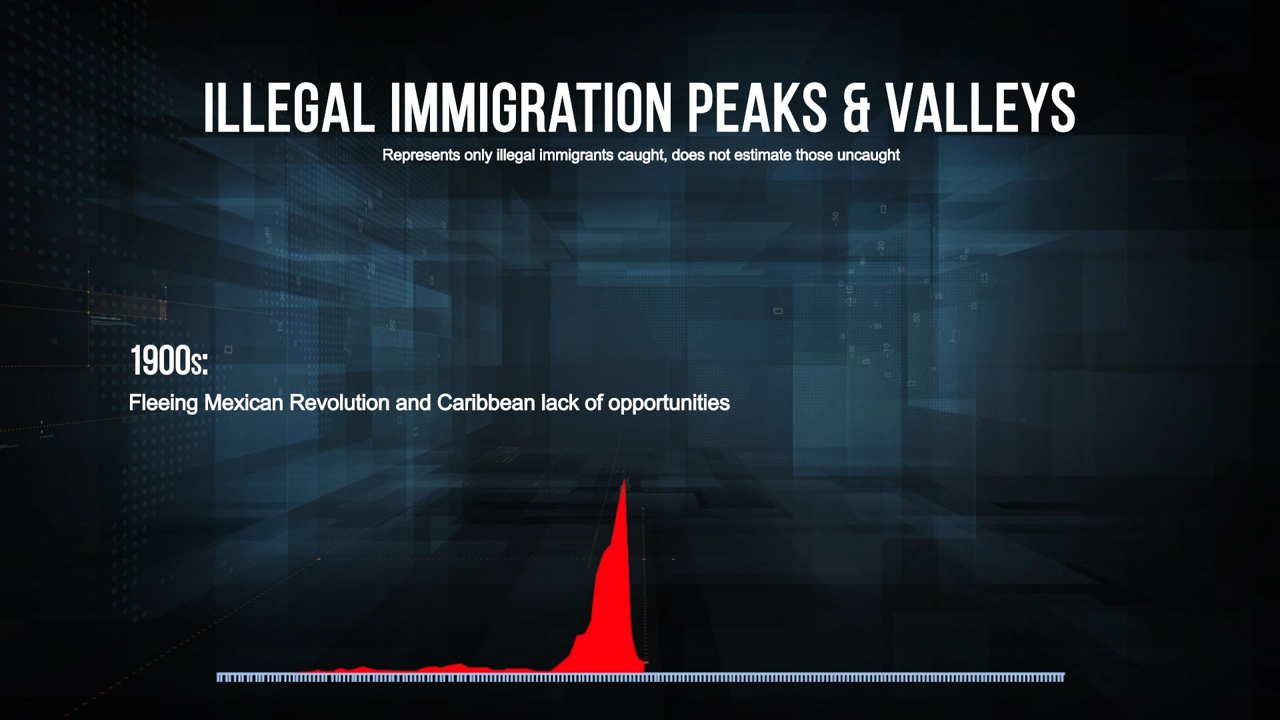 ILLEGAL IMMIGRATION PEAKS & VALLEYS
Represents only illegal immigrants caught, does not estimate those uncaught
1900s:
Fleeing Mexican Revolution and Caribbean lack of opportunities